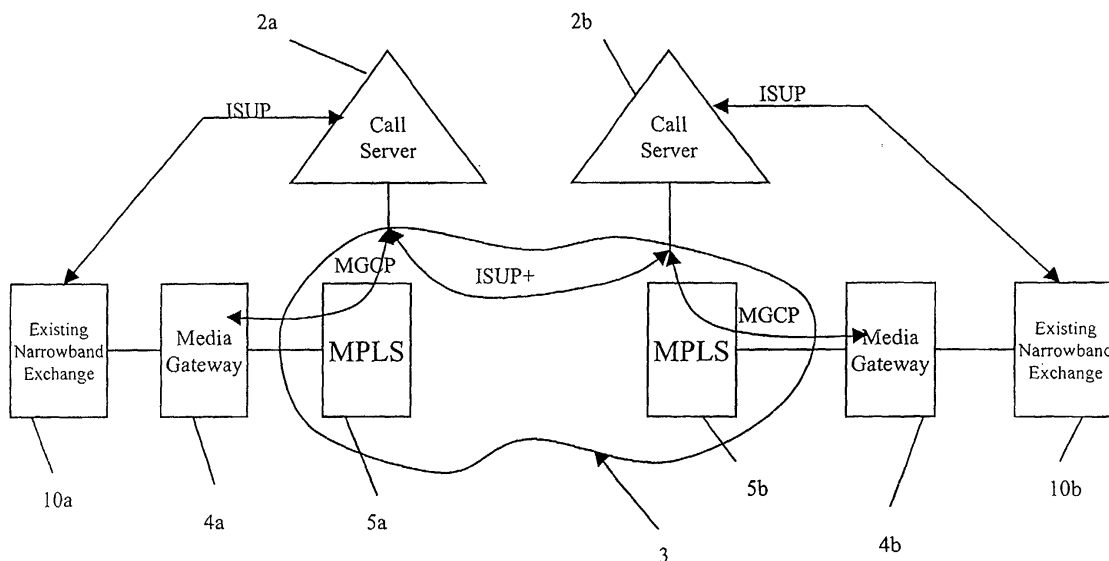 2a
2b
ISUP
ISUP
Call
Server
Call
Server
MGCP
ISUP+
MGCP
Existing
Narrowband
Exchange
Media
Gateway
MPLS
MPLS
Media
Gateway
Existing
Narrowband
Exchange
10a
4a
5a
3
5b
4b
10b